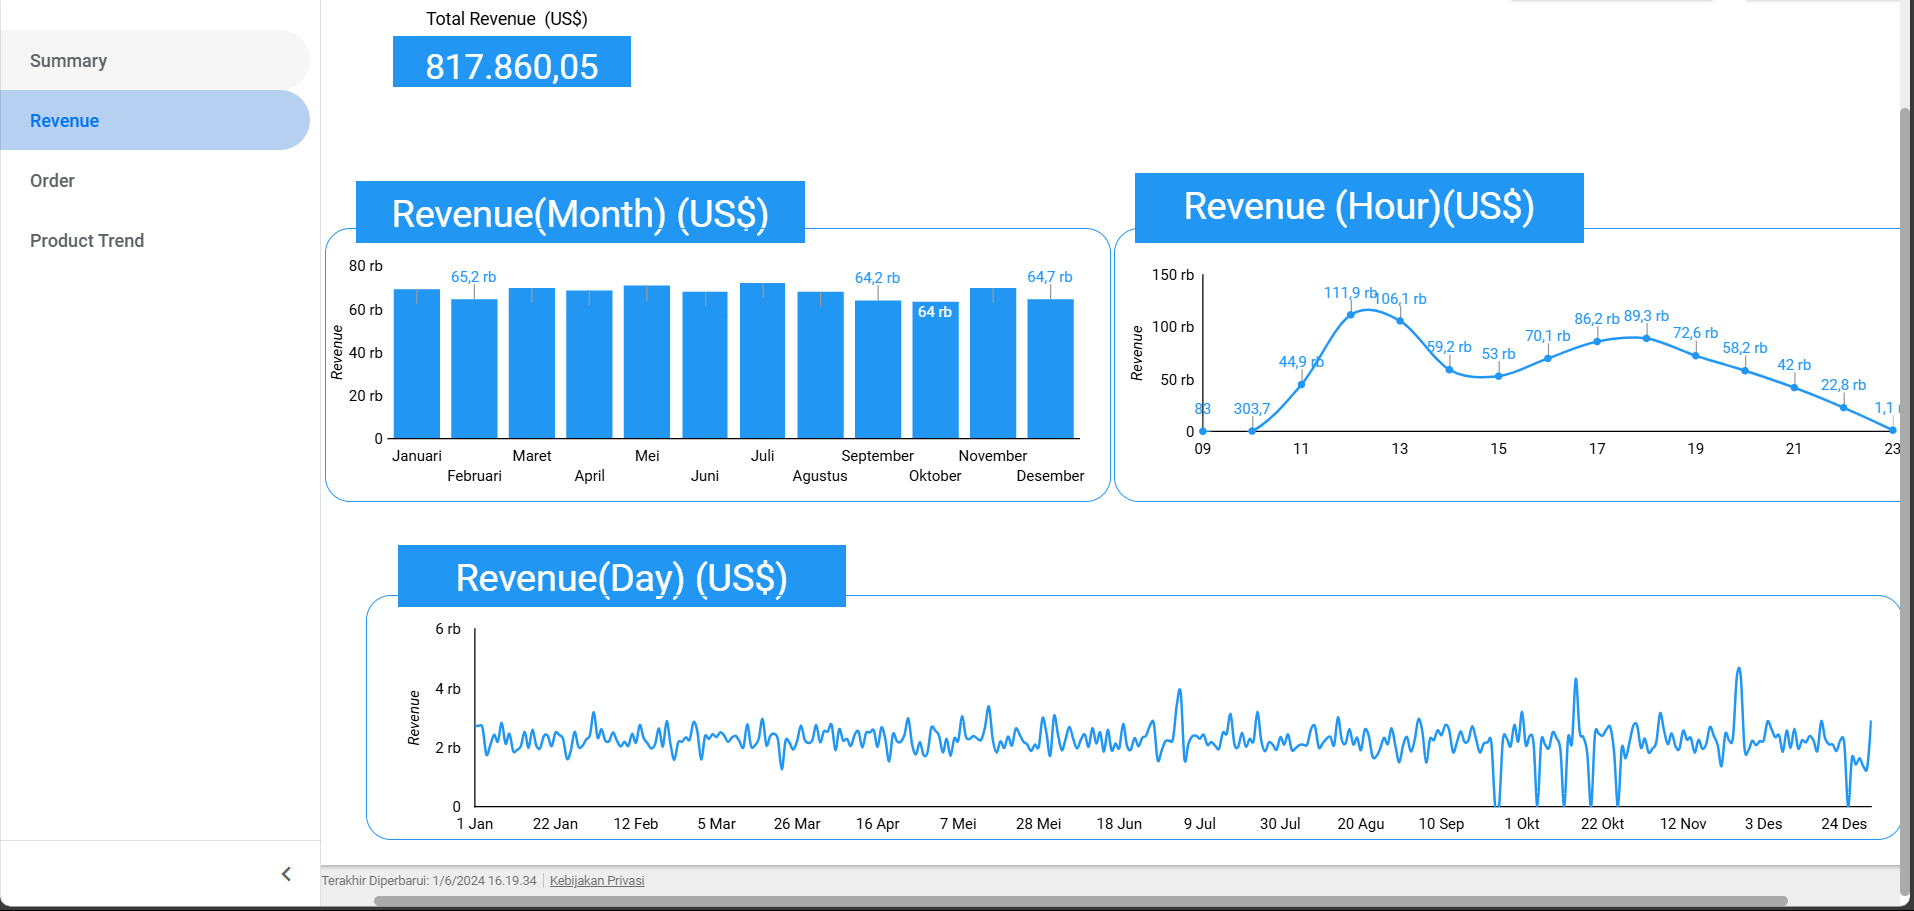 Total Revenue  (US$)
817.860,05
Summary
Revenue
Order
Product Trend
Revenue(Month) (US$)
80 rb
60 rb
40 rb
20 rb
0
Revenue
65,2 rb
64,2 rb
64 rb
64,7 rb
Januari
Februari
Maret
April
Mei
Juni
Juli
Agustus
September
Oktober
November
Desember
Revenue (Hour)(US$)
150 rb
100 rb
50 rb
0
Revenue
83
303,7
44,9 rb
111,9 rb
106,1 rb
59,2 rb
53 rb
70,1 rb
86,2 rb
89,3 rb
72,6 rb
58,2 rb
42 rb
22,8 rb
1,1
09
11
13
15
17
19
21
23
Revenue(Day) (US$)
6 rb
4 rb
2 rb
0
Revenue
1 Jan
22 Jan
12 Feb
5 Mar
26 Mar
16 Apr
7 Mei
28 Mei
18 Jun
9 Jul
30 Jul
20 Agu
10 Sep
1 Okt
22 Okt
12 Nov
3 Des
24 Des
Terakhir Diperbarui: 1/6/2024 16.19.34
Kebijakan Privasi